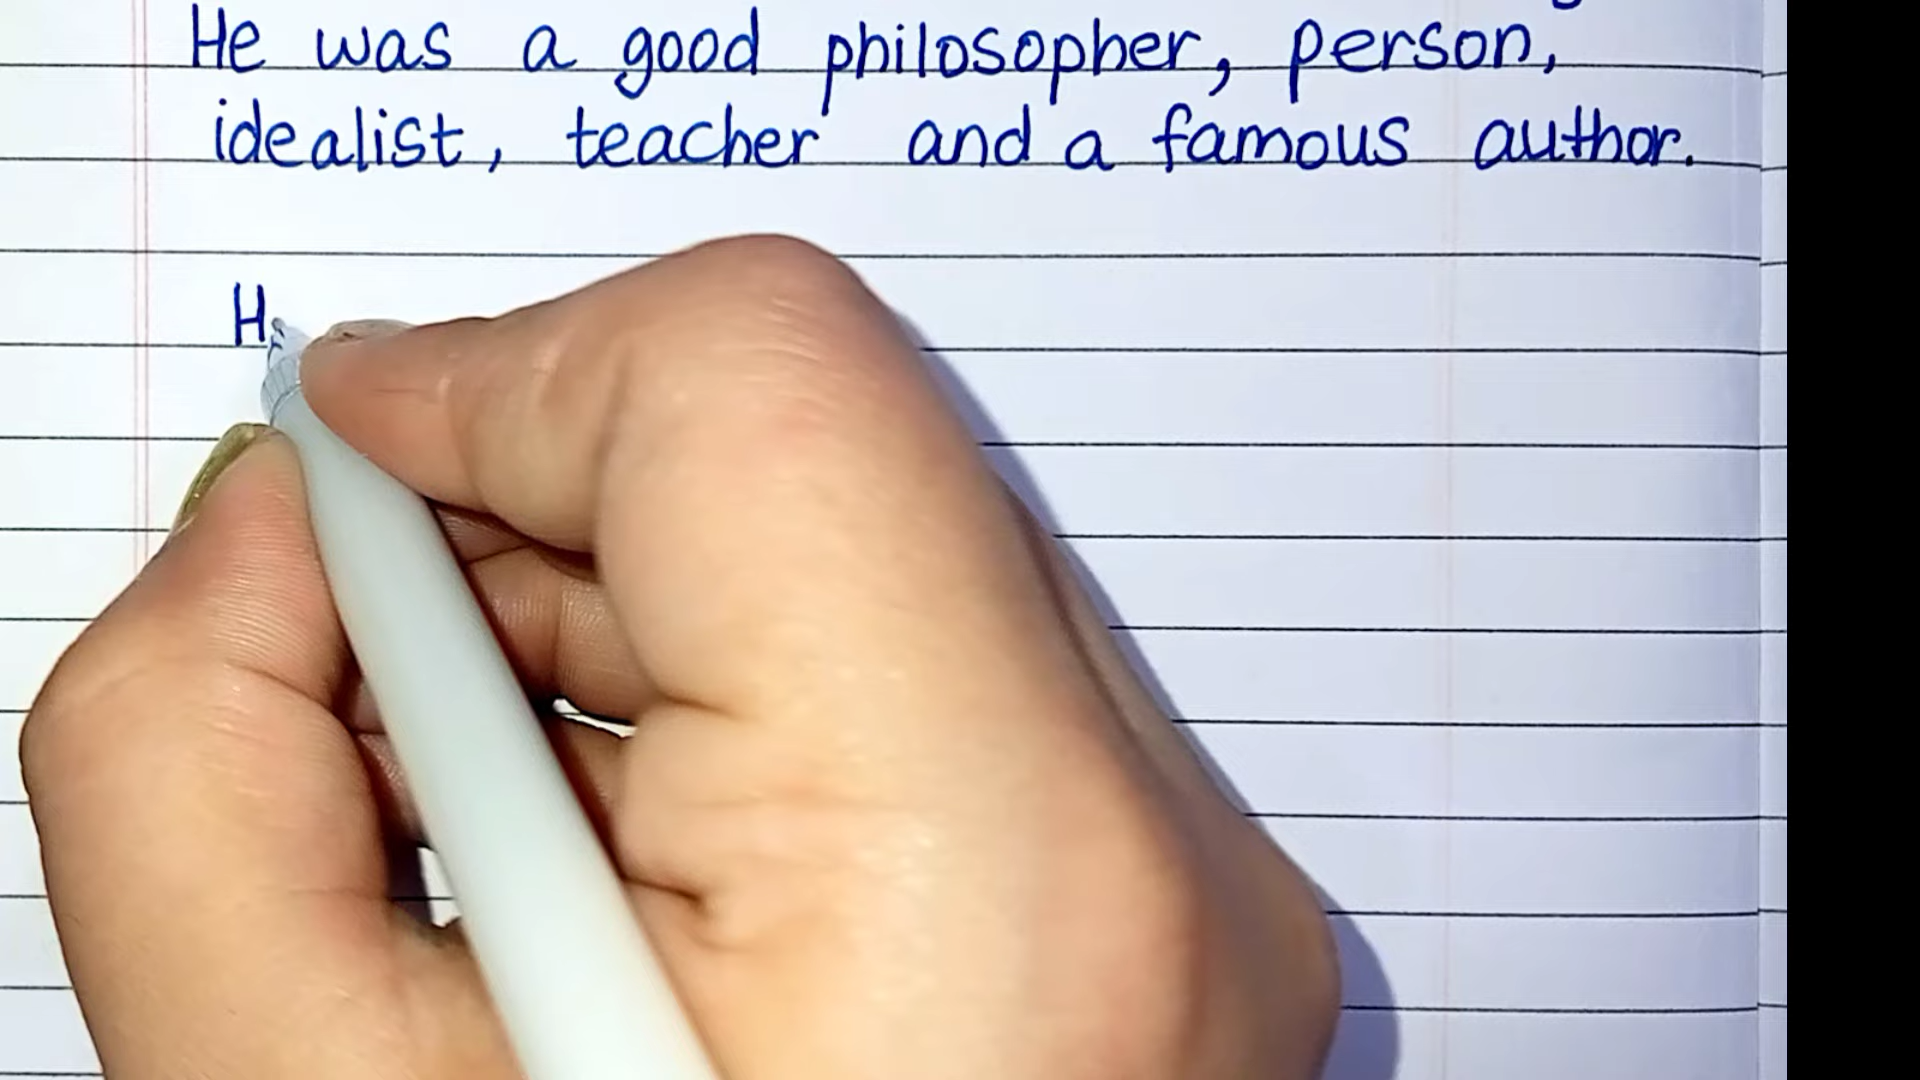 He was a good philosopher, person,
idealist, teacher and a famous author.
H